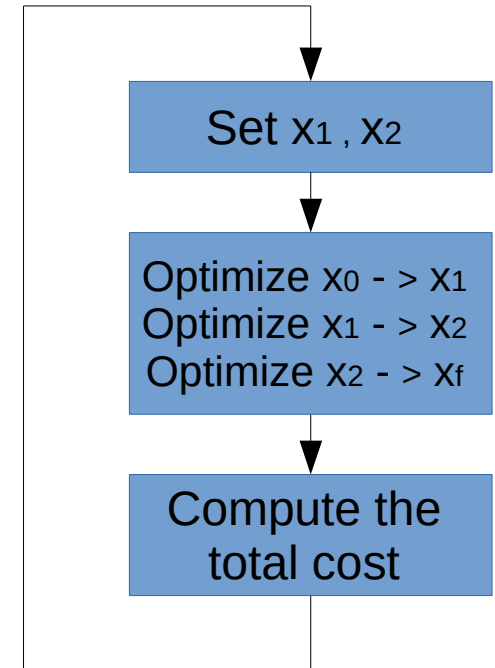 Set x1 , x2
Optimize x0 - > x1
Optimize x1 - > x2
Optimize x2 - > xf
Compute the
total cost